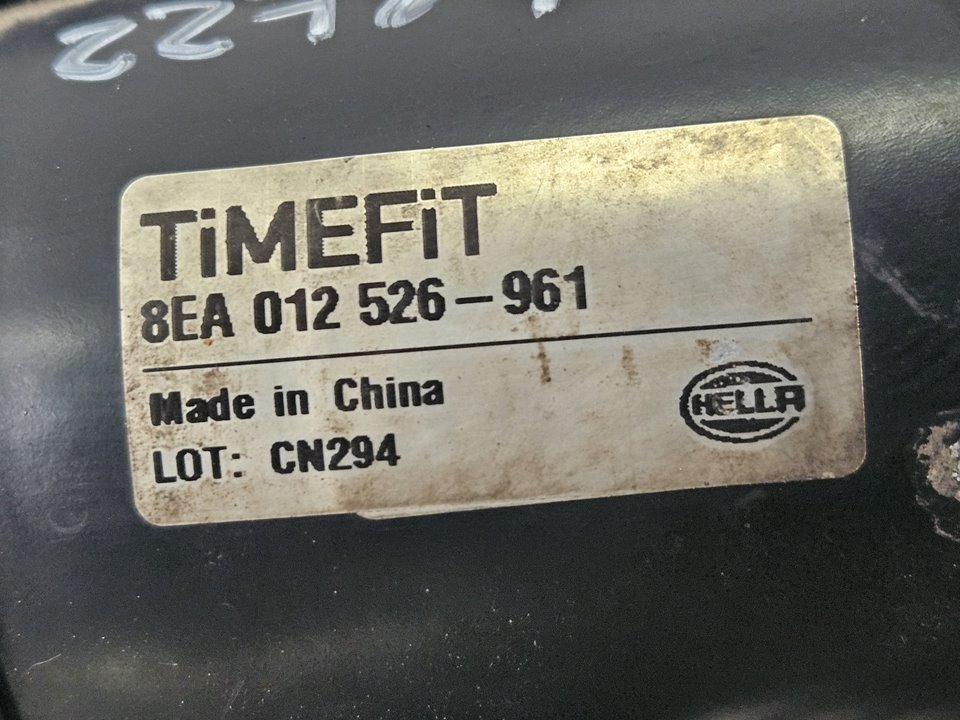 TiMEFiT
8EA 012 526-961
Made in China
LOT: CN294
HELLA